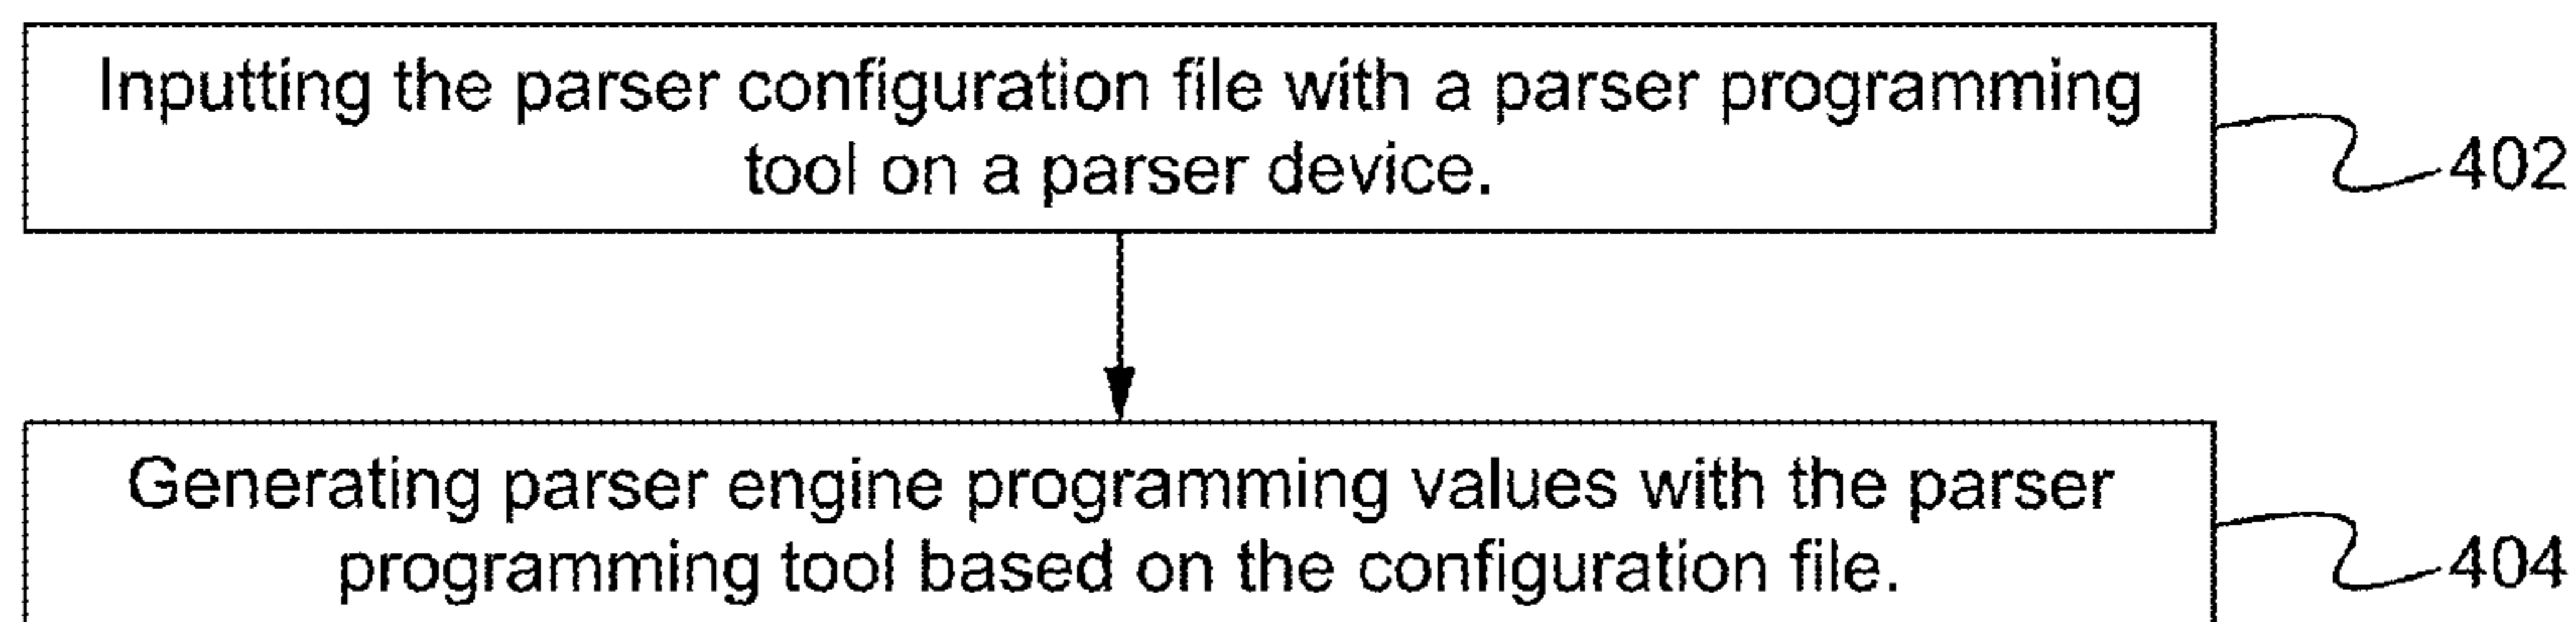 Inputting the parser configuration file with a parser programming
tool on a parser device.
402
Generating parser engine programming values with the parser
programming tool based on the configuration file.
404